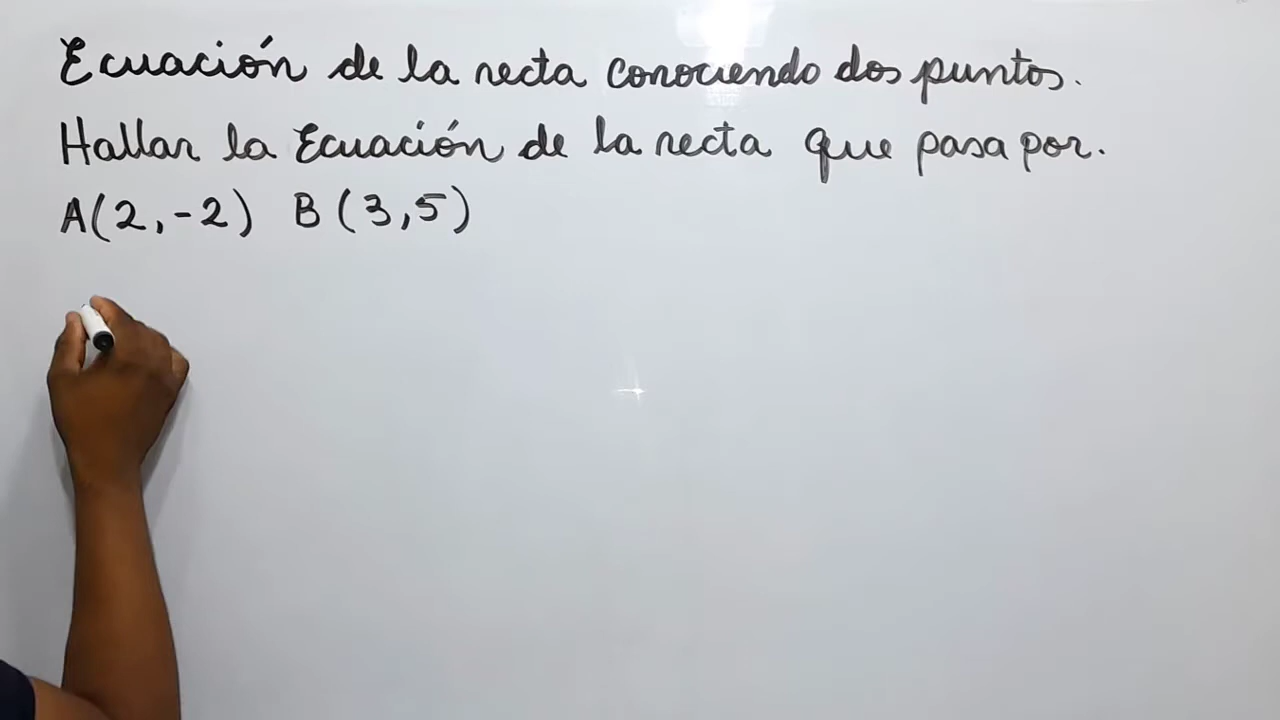 Ecuación de la recta conociendo dos puntos.
Hallar la Ecuación de la recta que pasa por.
A(2,-2) B(3,5)